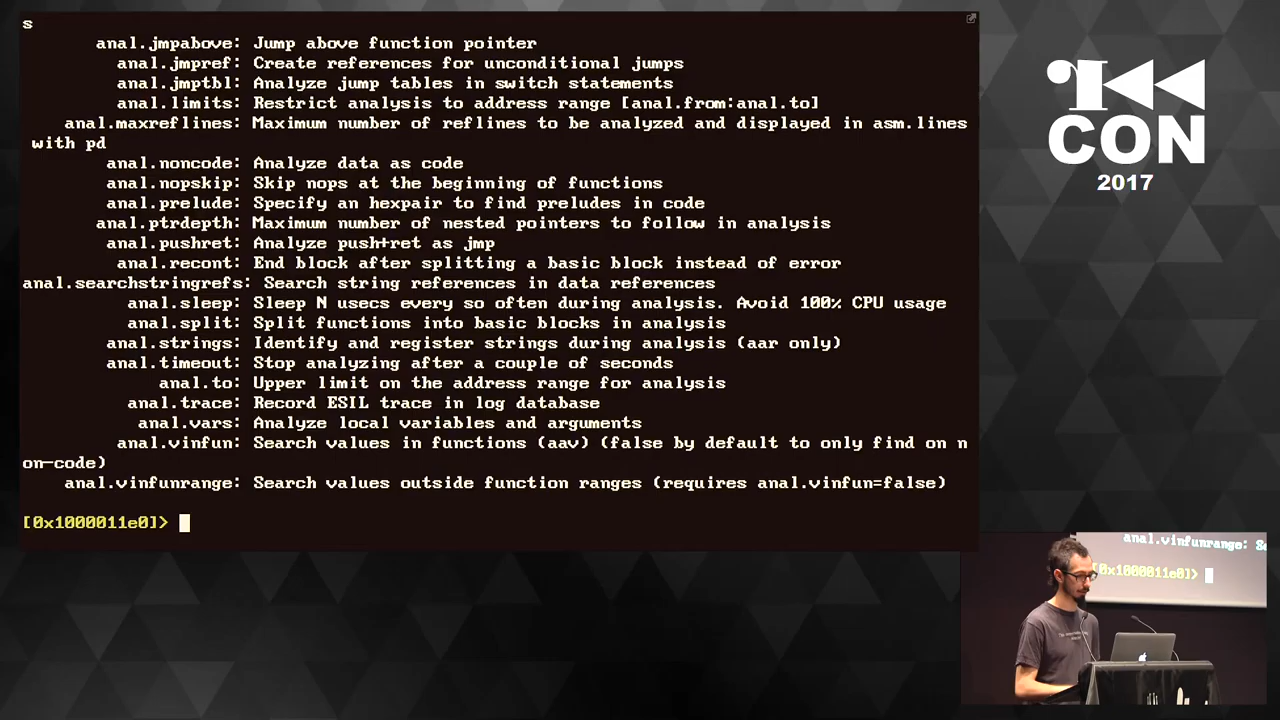 s
anal.jmpabove: Jump above function pointer
anal.jmpref: Create references for unconditional jumps
anal.jmptbl: Analyze jump tables in switch statements
anal.limits: Restrict analysis to address range [anal.from:anal.to]
anal.maxreflines: Maximum number of reflines to be analyzed and displayed in asm.lines
with pd
anal.noncode: Analyze data as code
anal.nopskip: Skip nops at the beginning of functions
anal.prelude: Specify an hexpair to find preludes in code
anal.ptrdepth: Maximum number of nested pointers to follow in analysis
anal.pushret: Analyze push+ret as jmp
anal.recont: End block after splitting a basic block instead of error
anal.searchstringrefs: Search string references in data references
anal.sleep: Sleep N usecs every so often during analysis. Avoid 100% CPU usage
anal.split: Split functions into basic blocks in analysis
anal.strings: Identify and register strings during analysis (aar only)
anal.timeout: Stop analyzing after a couple of seconds
anal.to: Upper limit on the address range for analysis
anal.trace: Record ESIL trace in log database
anal.vars: Analyze local variables and arguments
anal.vinfun: Search values in functions (aav) (false by default to only find on n
on-code)
anal.vinfunrange: Search values outside function ranges (requires anal.vinfun=false)
[0x1000011e0]>
CON
2017
anal.vinfunrange: Se
[0x1000011e0]>